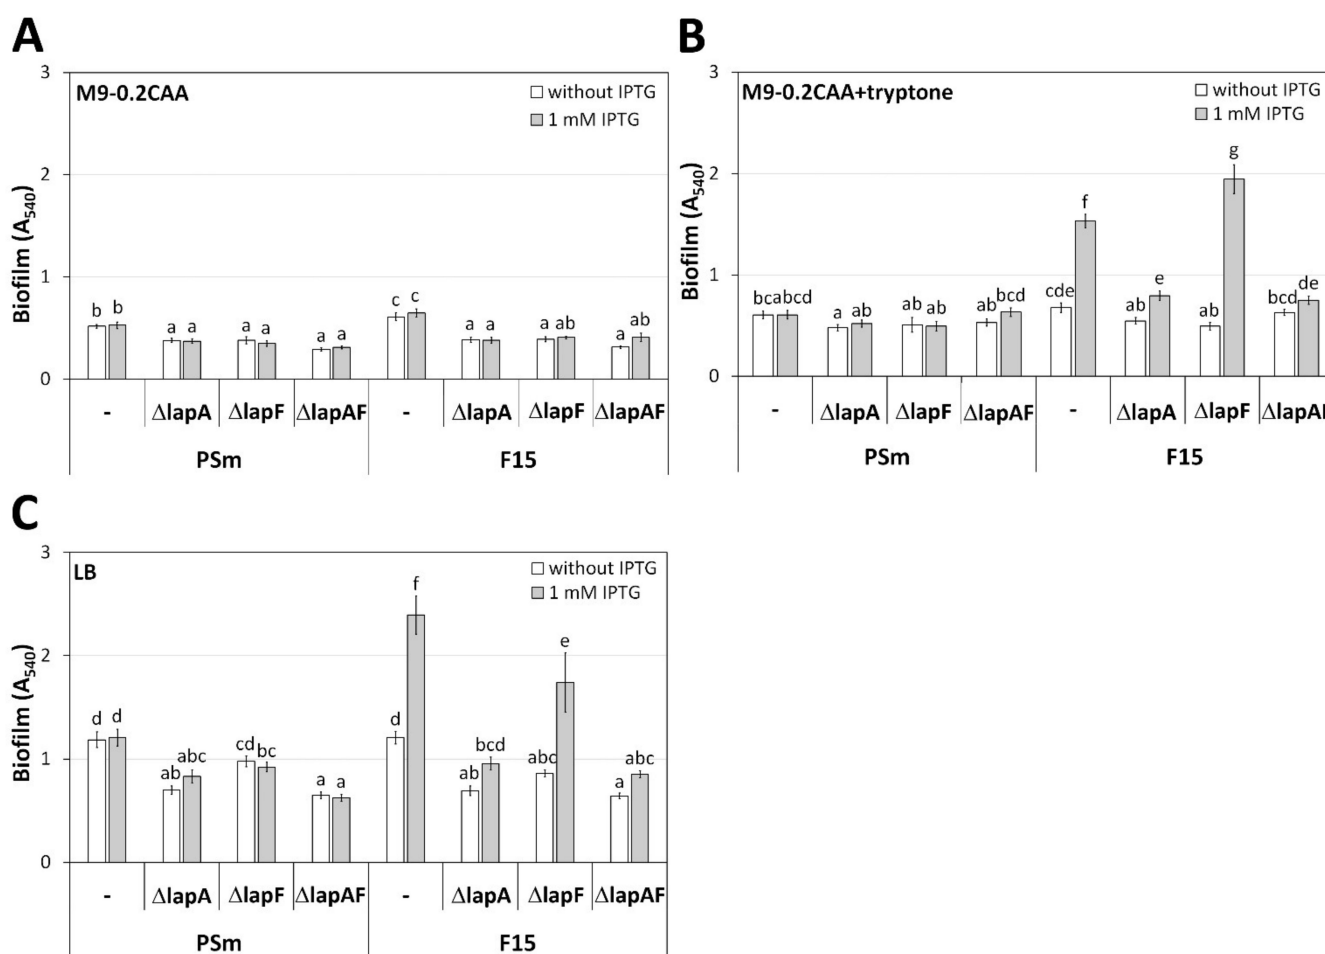 A
M9-0.2CAA
without IPTG
1 mM IPTG
Biofilm (A540)
3
2
1
0
b b a a a a a a c c a a a ab a ab
- ΔlapA ΔlapF ΔlapAF - ΔlapA ΔlapF ΔlapAF
PSm F15
B
M9-0.2CAA+tryptone
without IPTG
1 mM IPTG
Biofilm (A540)
3
2
1
0
bcabcd a ab ab ab ab bcd cde f ab e ab g bcd de
- ΔlapA ΔlapF ΔlapAF - ΔlapA ΔlapF ΔlapAF
PSm F15
C
LB
without IPTG
1 mM IPTG
Biofilm (A540)
3
2
1
0
d d ab abc cd bc a a d f ab bcd abc e a abc
- ΔlapA ΔlapF ΔlapAF - ΔlapA ΔlapF ΔlapAF
PSm F15